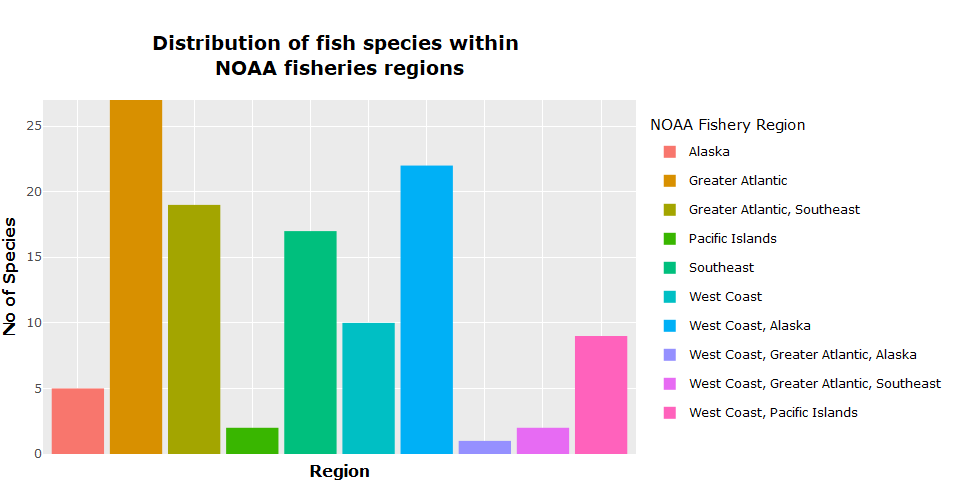 Distribution of fish species within
NOAA fisheries regions
No of Species
25
20
15
10
5
0
Region
NOAA Fishery Region
Alaska
Greater Atlantic
Greater Atlantic, Southeast
Pacific Islands
Southeast
West Coast
West Coast, Alaska
West Coast, Greater Atlantic, Alaska
West Coast, Greater Atlantic, Southeast
West Coast, Pacific Islands